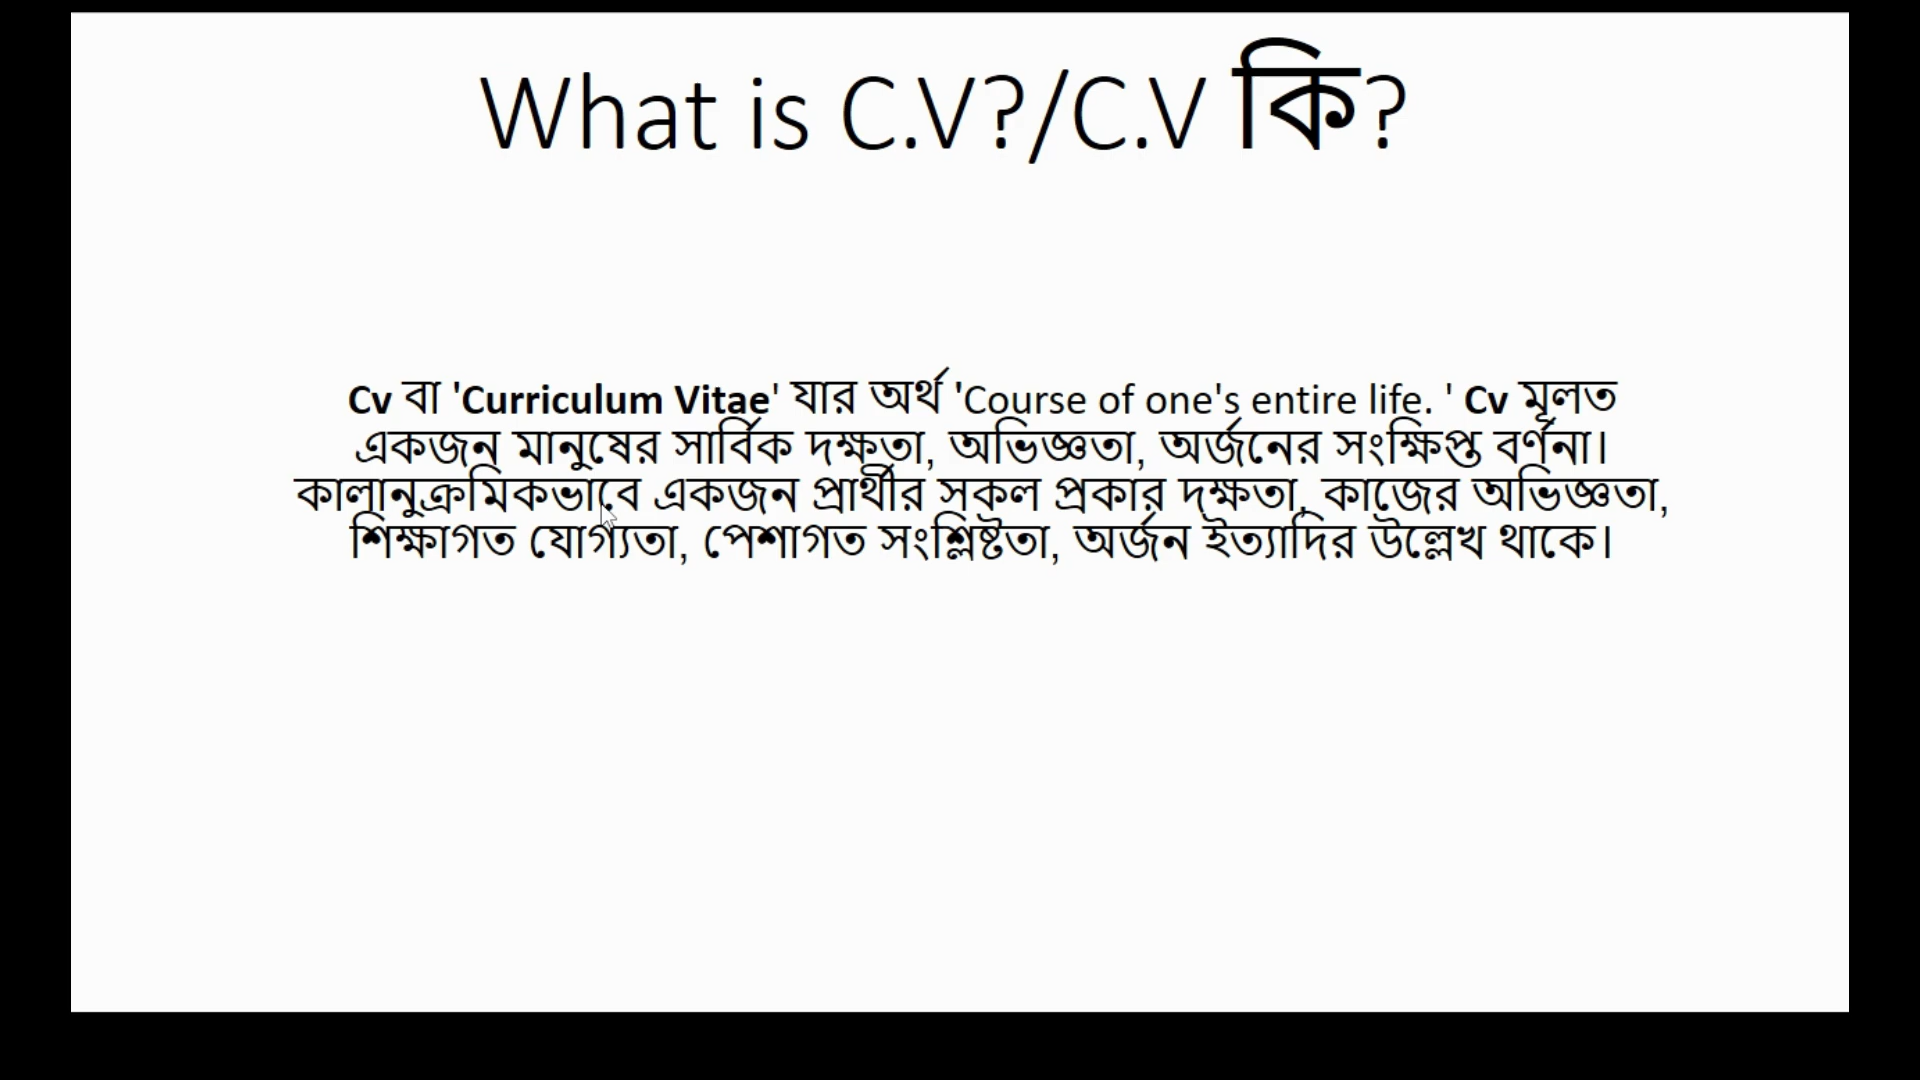 What is C.V?/C.V কি?
Cv বা 'Curriculum Vitae' যার অর্থ 'Course of one's entire life. ' Cv মূলত
একজন মানুষের সার্বিক দক্ষতা, অভিজ্ঞতা, অর্জনের সংক্ষিপ্ত বর্ণনা।
কালানুক্রমিকভাবে একজন প্রার্থীর সকল প্রকার দক্ষতা, কাজের অভিজ্ঞতা,
শিক্ষাগত যোগ্যতা, পেশাগত সংশ্লিষ্টতা, অর্জন ইত্যাদির উল্লেখ থাকে।